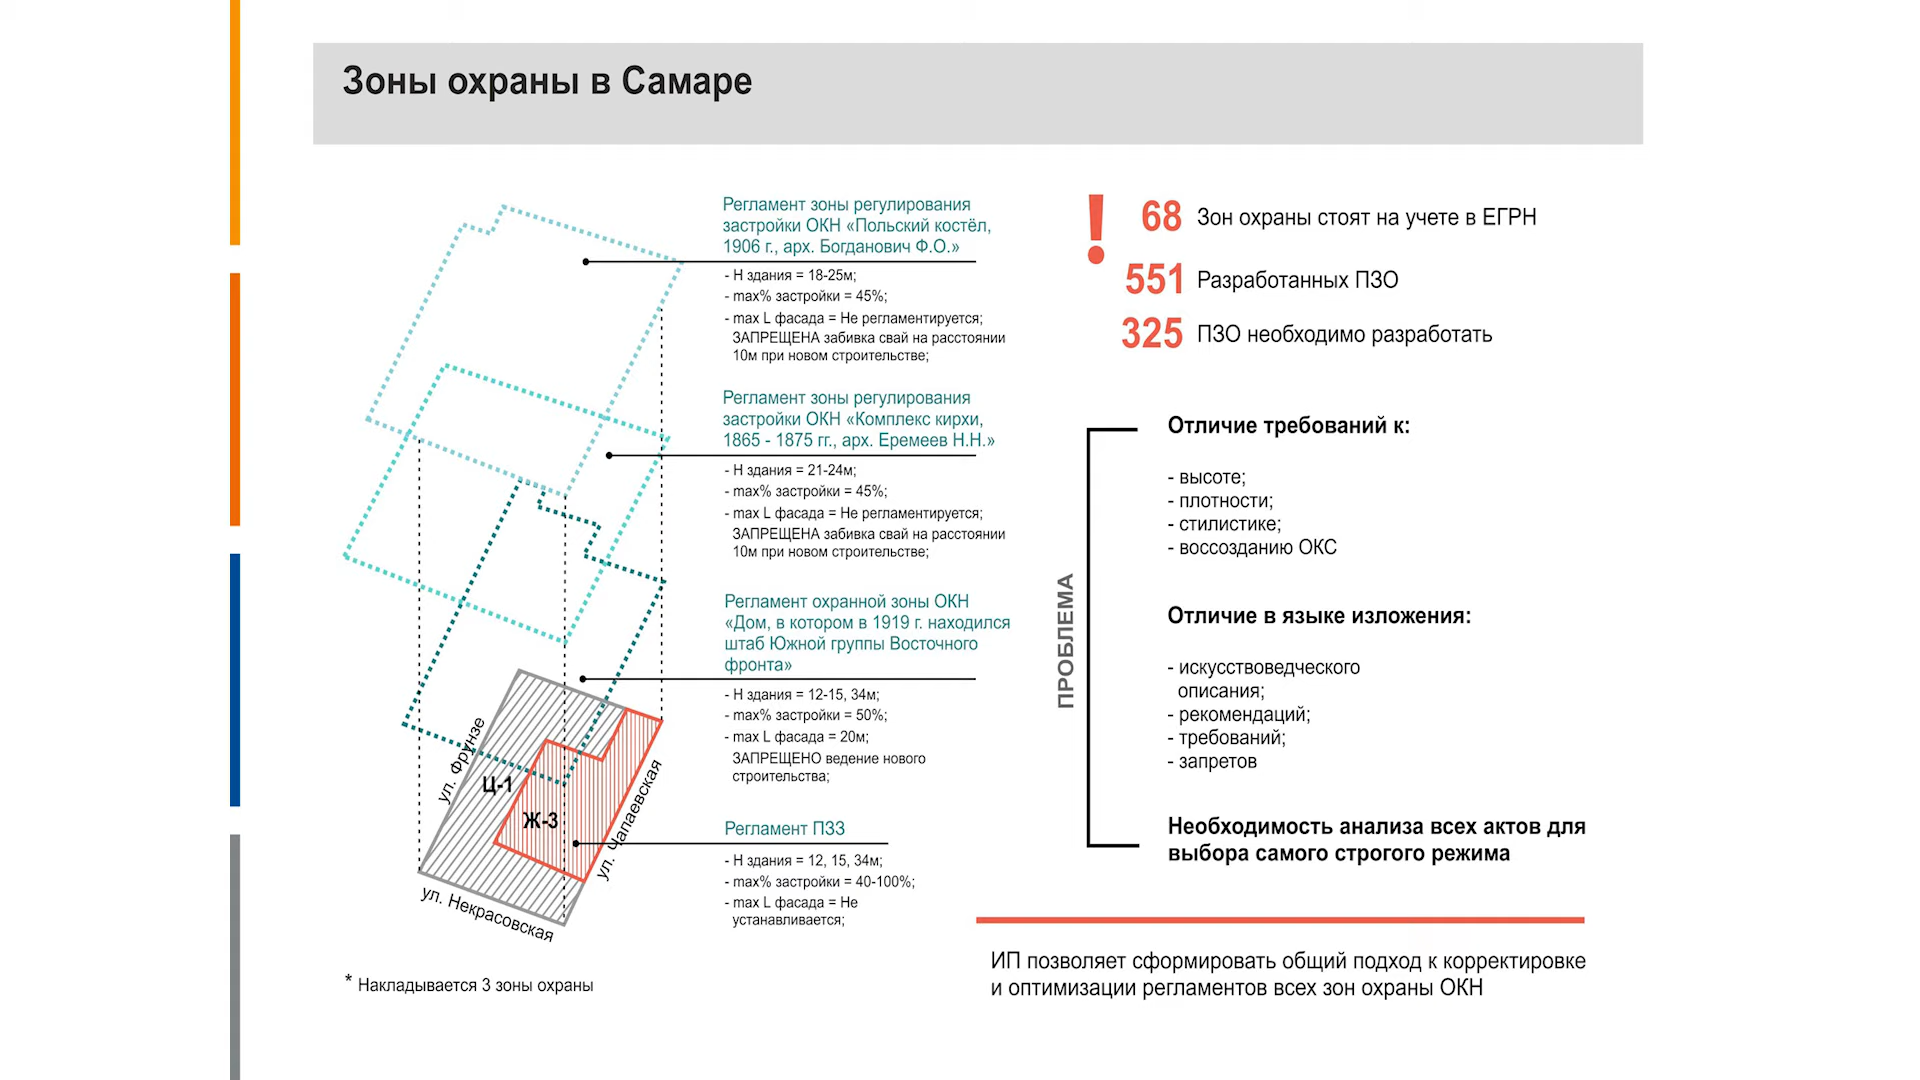 Зоны охраны в Самаре
Регламент зоны регулирования
застройки ОКН «Польский костёл,
1906 г., арх. Богданович Ф.О.»
- Н здания = 18-25м;
- max% застройки = 45%;
- max L фасада = Не регламентируется;
ЗАПРЕЩЕНА забивка свай на расстоянии
10м при новом строительстве;
Регламент зоны регулирования
застройки ОКН «Комплекс кирхи,
1865 - 1875 гг., арх. Еремеев Н.Н.»
- Н здания = 21-24м;
- max% застройки = 45%;
- max L фасада = Не регламентируется;
ЗАПРЕЩЕНА забивка свай на расстоянии
10м при новом строительстве;
Регламент охранной зоны ОКН
«Дом, в котором в 1919 г. находился
штаб Южной группы Восточного
фронта»
- Н здания = 12-15, 34м;
- max% застройки = 50%;
- max L фасада = 20м;
ЗАПРЕЩЕНО ведение нового
строительства;
Регламент ПЗЗ
- Н здания = 12, 15, 34м;
- max% застройки = 40-100%;
- max L фасада = Не
устанавливается;
ул. Фрунзе
Ц-1
Ж-3
ул. Чапаевская
ул. Некрасовская
* Накладывается 3 зоны охраны
! 68 Зон охраны стоят на учете в ЕГРН
551 Разработанных ПЗО
325 ПЗО необходимо разработать
ПРОБЛЕМА
Отличие требований к:
- высоте;
- плотности;
- стилистике;
- воссозданию ОКС
Отличие в языке изложения:
- искусствоведческого
описания;
- рекомендаций;
- требований;
- запретов
Необходимость анализа всех актов для
выбора самого строгого режима
ИП позволяет сформировать общий подход к корректировке
и оптимизации регламентов всех зон охраны ОКН